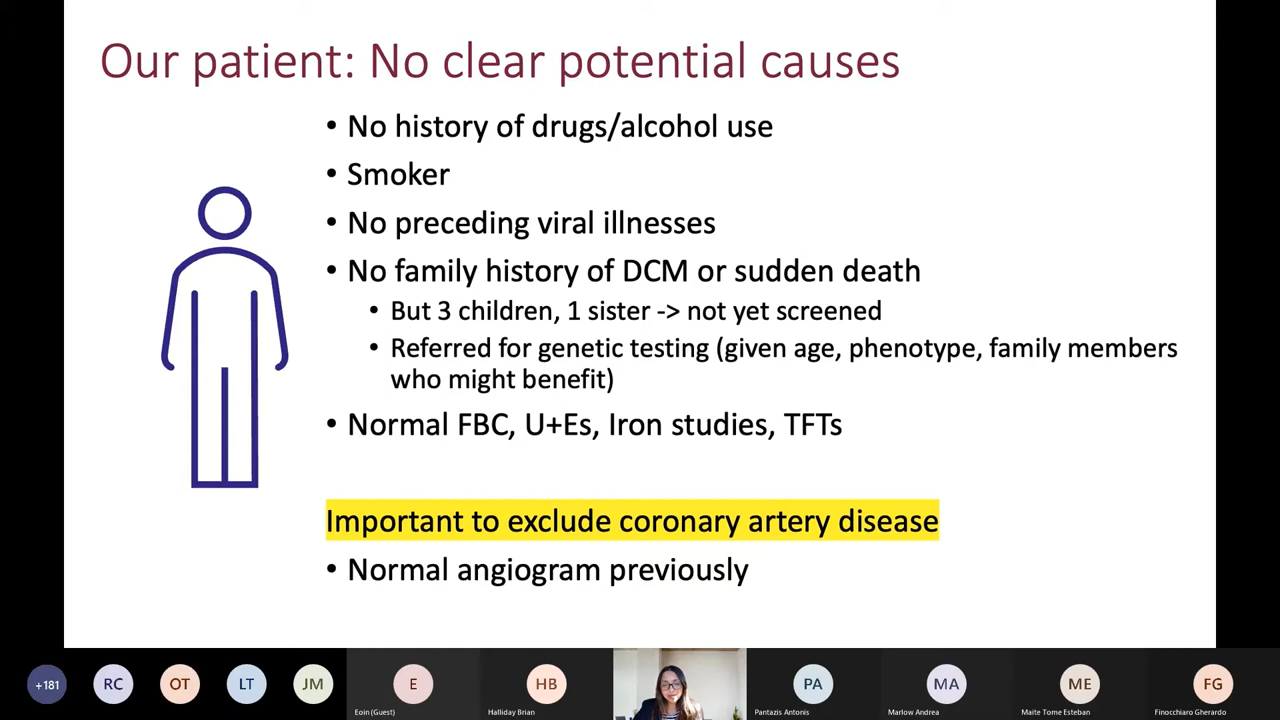 Our patient: No clear potential causes
• No history of drugs/alcohol use
• Smoker
• No preceding viral illnesses
• No family history of DCM or sudden death
• But 3 children, 1 sister -> not yet screened
• Referred for genetic testing (given age, phenotype, family members
who might benefit)
• Normal FBC, U+Es, Iron studies, TFTs
Important to exclude coronary artery disease
• Normal angiogram previously
+181 RC OT LT JM E HB PA MA ME FG
Eoin (Guest) Halliday Brian Pantazis Antonis Marlow Andrea Maite Tome Esteban Finocchiaro Gherardo